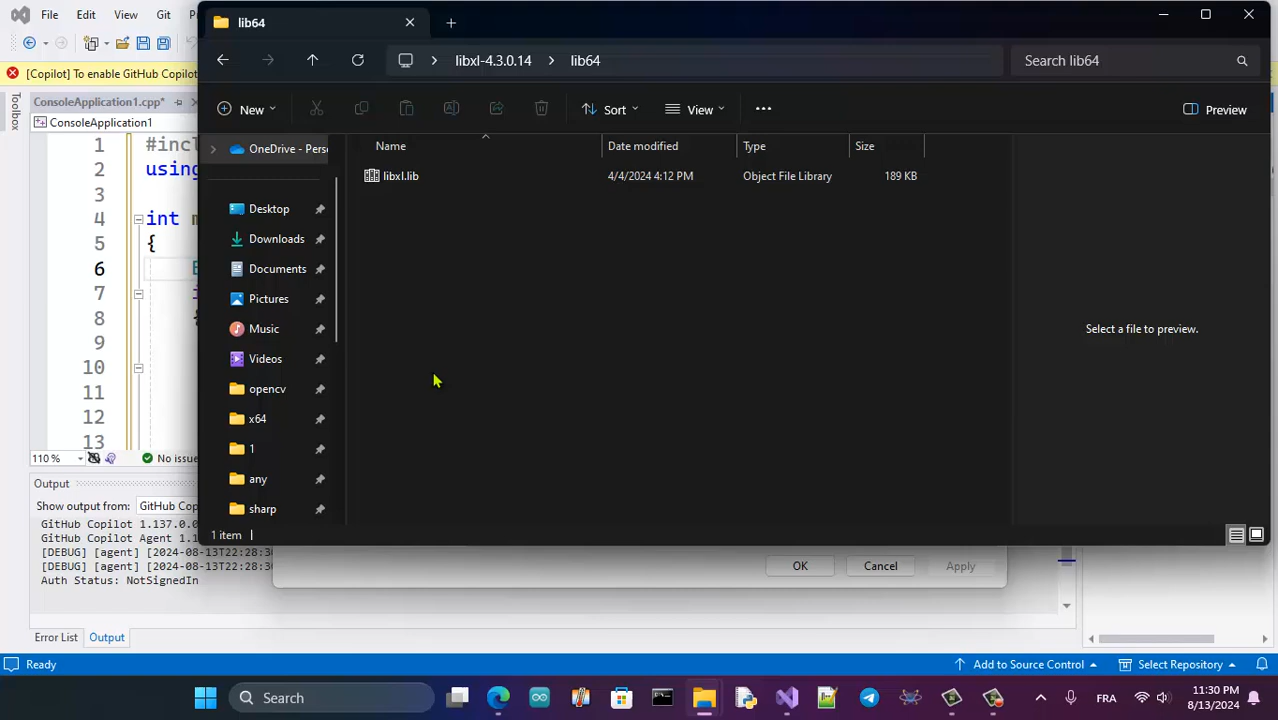 lib64
File Edit View Git
libxl-4.3.0.14 lib64 Search lib64
[Copilot] To enable GitHub Copilot
ConsoleApplication1.cpp*
New Sort View Preview
Toolbox
ConsoleApplication1
Name Date modified Type Size
OneDrive - Pers
libxl.lib 4/4/2024 4:12 PM Object File Library 189 KB
Desktop
Downloads
Documents
Pictures
Music
Videos
opencv
x64
1
any
sharp
Select a file to preview.
1 item
1 #incl
2 using
3
4 int m
5 {
6
7
8
9
10
11
12
13
110 % No issue
Output
Show output from: GitHub Cop
GitHub Copilot 1.137.0.0
GitHub Copilot Agent 1.1
[DEBUG] [agent] [2024-08-13T22:28:30
[DEBUG] [agent] [2024-08-13T22:28:30
Auth Status: NotSignedIn
OK Cancel Apply
Error List Output
Ready Add to Source Control Select Repository
Search FRA 11:30 PM
8/13/2024